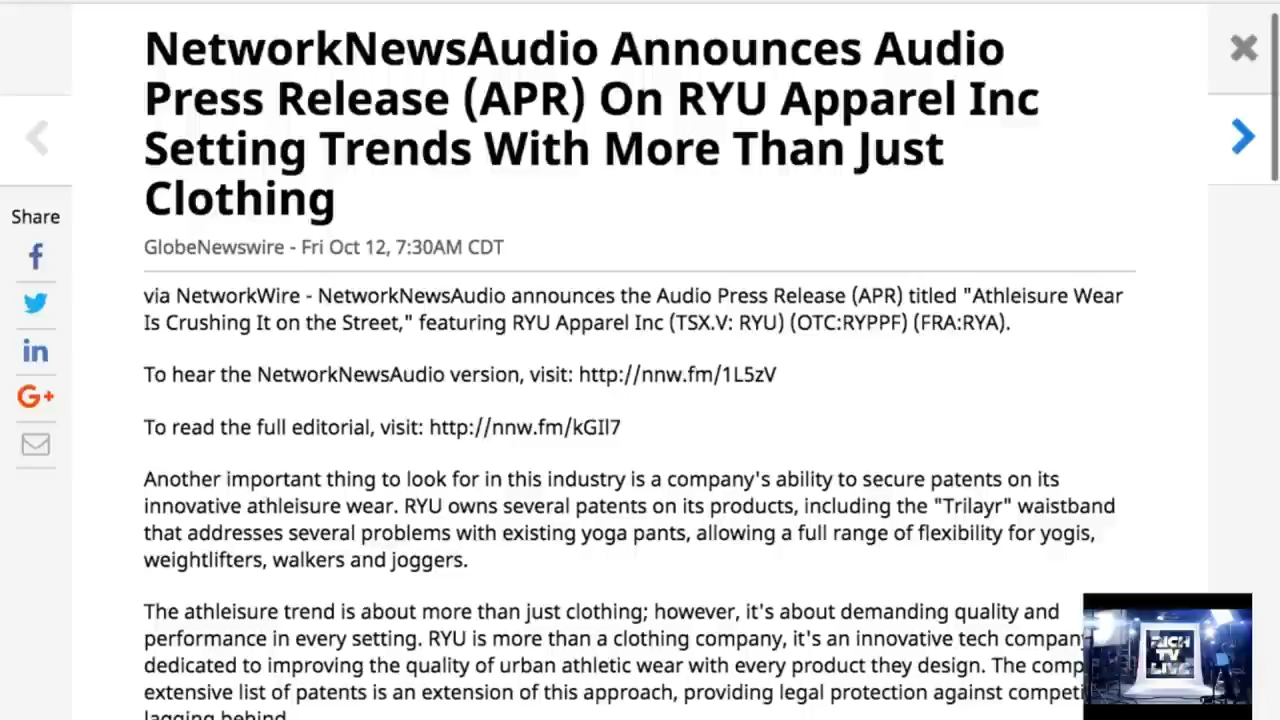 NetworkNewsAudio Announces Audio
Press Release (APR) On RYU Apparel Inc
Setting Trends With More Than Just
Clothing
GlobeNewswire - Fri Oct 12, 7:30AM CDT
Share
via NetworkWire - NetworkNewsAudio announces the Audio Press Release (APR) titled "Athleisure Wear
Is Crushing It on the Street," featuring RYU Apparel Inc (TSX.V: RYU) (OTC:RYPPF) (FRA:RYA).
To hear the NetworkNewsAudio version, visit: http://nnw.fm/1L5zV
To read the full editorial, visit: http://nnw.fm/kGIl7
Another important thing to look for in this industry is a company's ability to secure patents on its
innovative athleisure wear. RYU owns several patents on its products, including the "Trilayr" waistband
that addresses several problems with existing yoga pants, allowing a full range of flexibility for yogis,
weightlifters, walkers and joggers.
The athleisure trend is about more than just clothing; however, it's about demanding quality and
performance in every setting. RYU is more than a clothing company, it's an innovative tech compan
dedicated to improving the quality of urban athletic wear with every product they design. The comp
extensive list of patents is an extension of this approach, providing legal protection against competi
lagging behind.
RICH
TV
LIVE